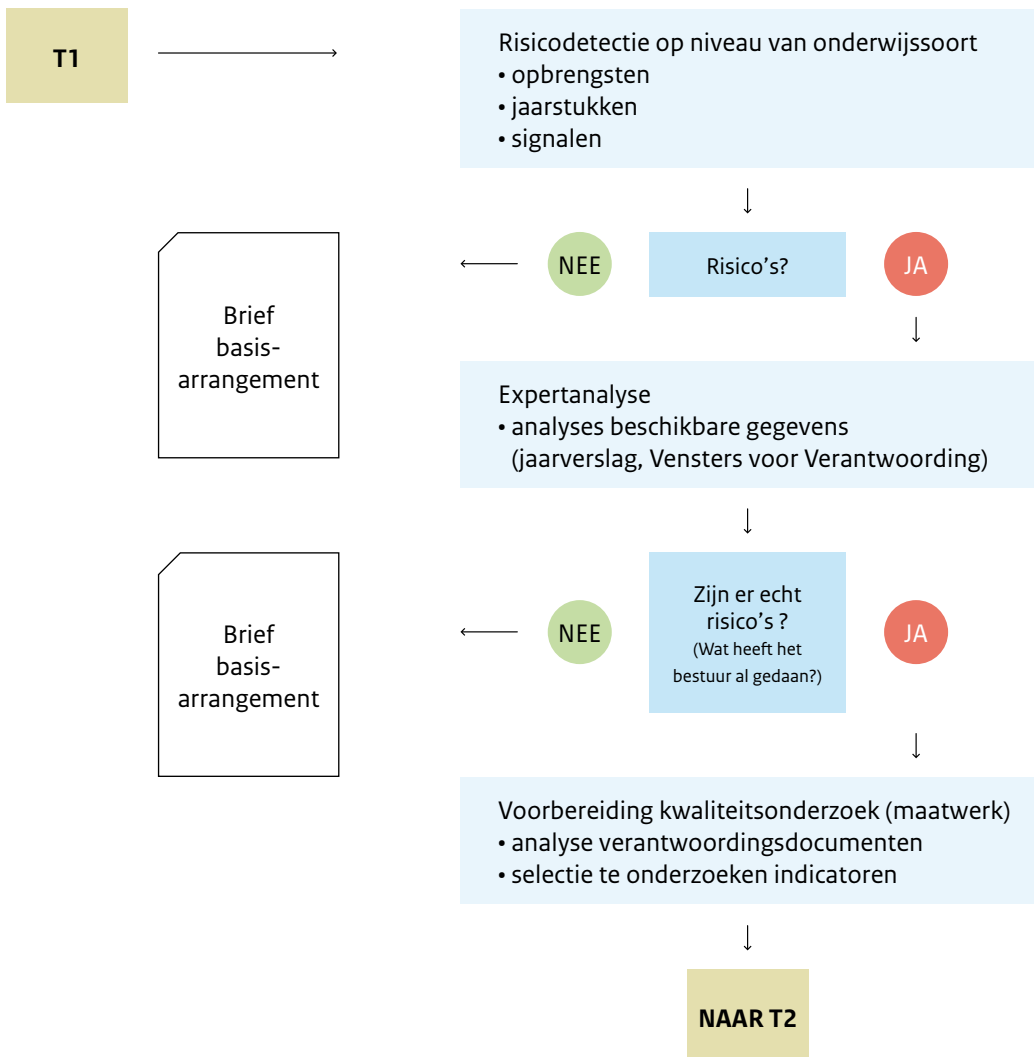 T1
Risicodetectie op niveau van onderwijssoort
• opbrengsten
• jaarstukken
• signalen
NEE
Risico’s?
JA
Brief
basis-
arrangement
Expertanalyse
• analyses beschikbare gegevens
(jaarverslag, Vensters voor Verantwoording)
Brief
basis-
arrangement
NEE
Zijn er echt
risico’s ?
(Wat heeft het
bestuur al gedaan?)
JA
Voorbereiding kwaliteitsonderzoek (maatwerk)
• analyse verantwoordingsdocumenten
• selectie te onderzoeken indicatoren
NAAR T2